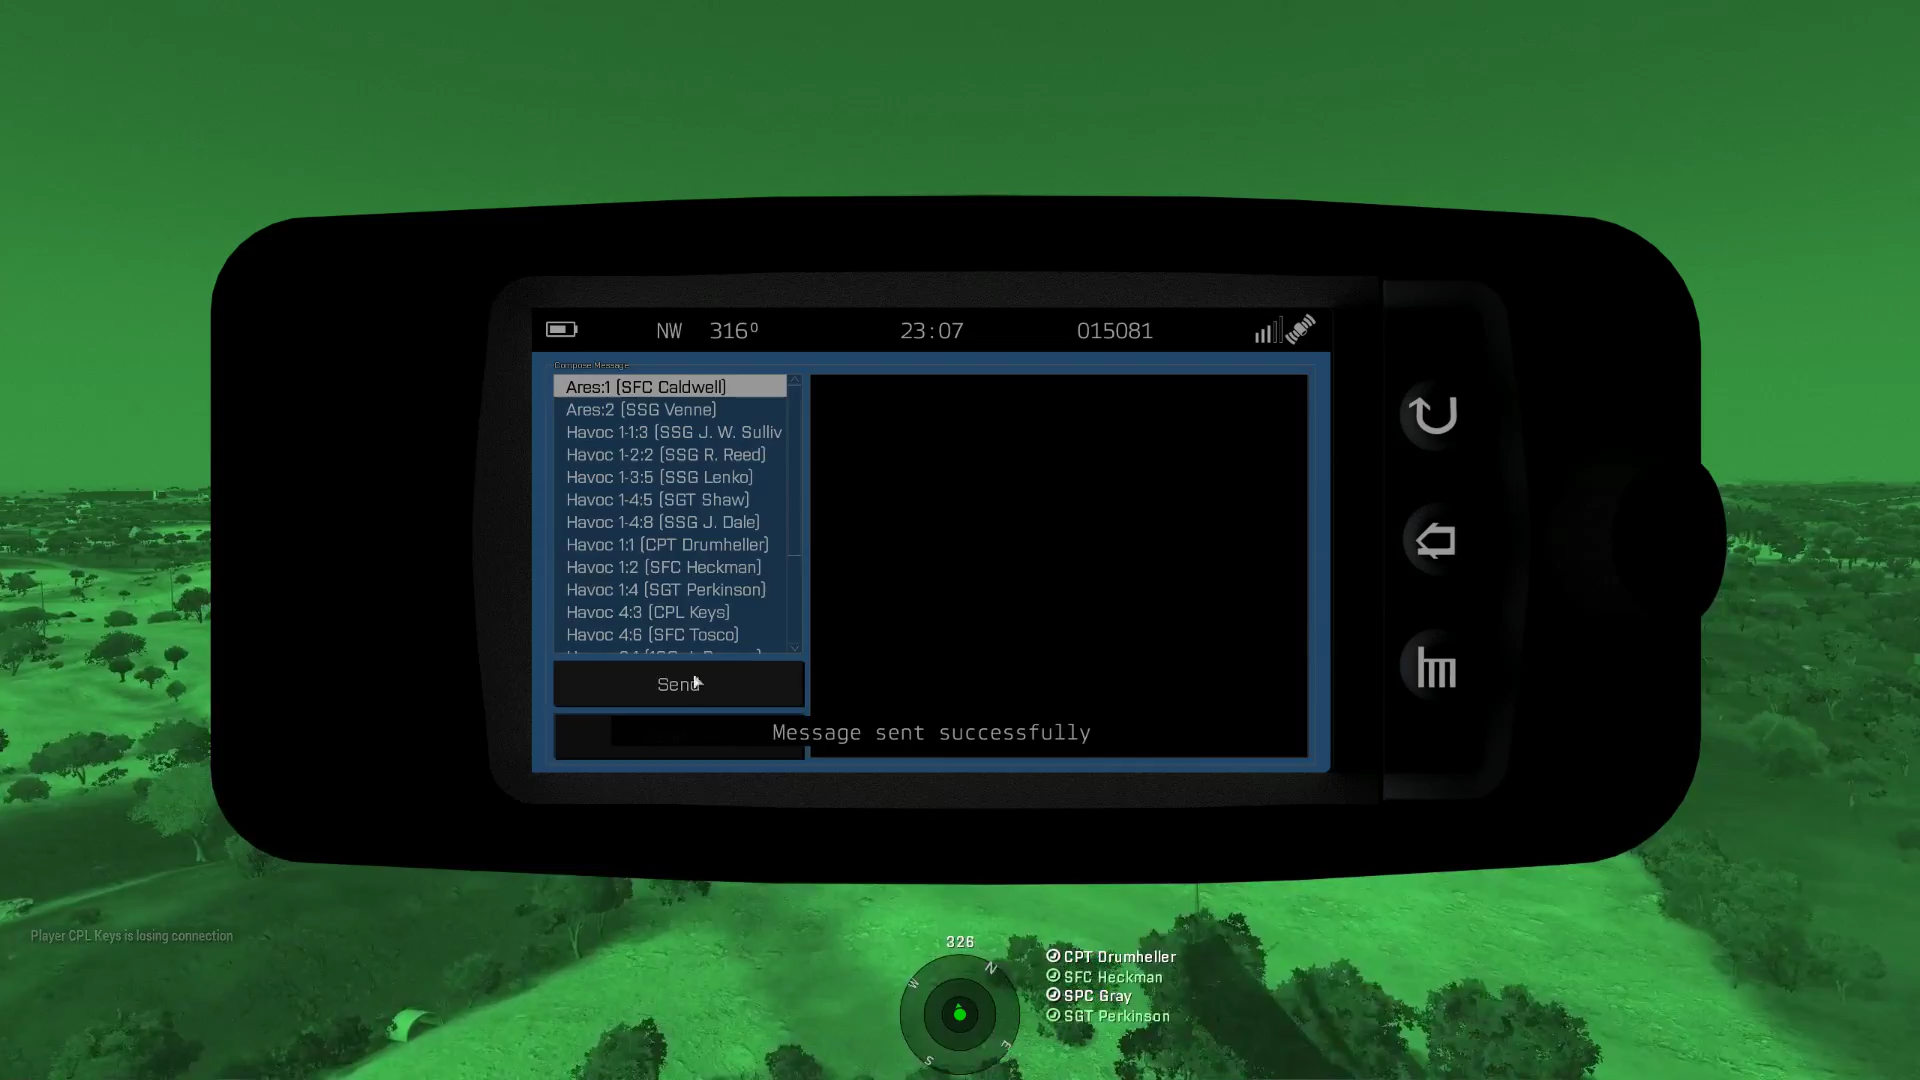 NW 316º 23:07 015081
Compose Message
Ares:1 (SFC Caldwell)
Ares:2 (SSG Venne)
Havoc 1-1:3 (SSG J. W. Sulliv
Havoc 1-2:2 (SSG R. Reed)
Havoc 1-3:5 (SSG Lenko)
Havoc 1-4:5 (SGT Shaw)
Havoc 1-4:8 (SSG J. Dale)
Havoc 1:1 (CPT Drumheller)
Havoc 1:2 (SFC Heckman)
Havoc 1:4 (SGT Perkinson)
Havoc 4:3 (CPL Keys)
Havoc 4:6 (SFC Tosco)
Send
Message sent successfully
Player CPL Keys is losing connection
326
N
W
E
S
CPT Drumheller
SFC Heckman
SPC Gray
SGT Perkinson